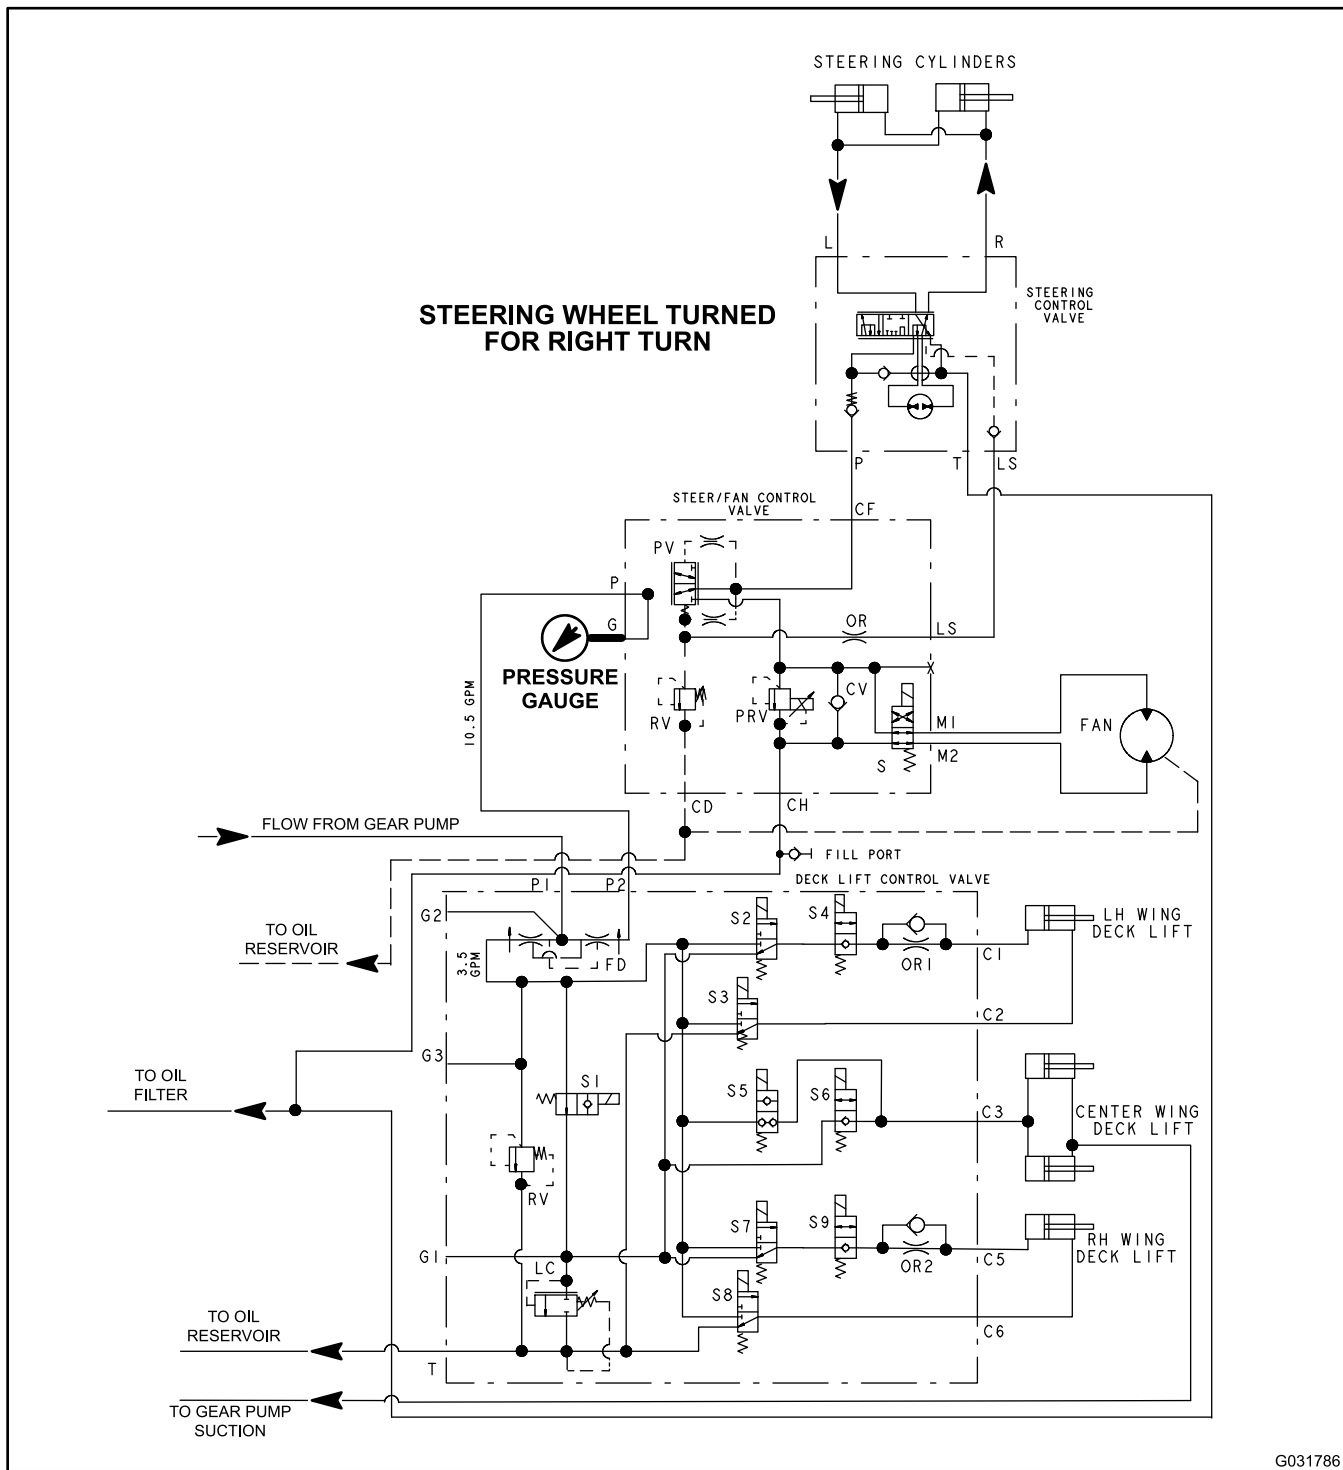 STEERING CYLINDERS
L
R
STEERING
CONTROL
VALVE
STEERING WHEEL TURNED
FOR RIGHT TURN
P
T
LS
STEER/FAN CONTROL
VALVE
CF
PV
P
G
OR
LS
PRESSURE
GAUGE
10.5 GPM
RV
PRV
CV
S
M1
M2
FAN
CD
CH
FLOW FROM GEAR PUMP
FILL PORT
P1
P2
DECK LIFT CONTROL VALVE
G2
TO OIL
RESERVOIR
3.5
GPM
FD
S2
S4
OR1
C1
LH WING
DECK LIFT
S3
C2
G3
TO OIL
FILTER
S1
S5
S6
C3
CENTER WING
DECK LIFT
RV
S7
S9
OR2
C5
RH WING
DECK LIFT
G1
LC
S8
C6
TO OIL
RESERVOIR
T
TO GEAR PUMP
SUCTION
G031786